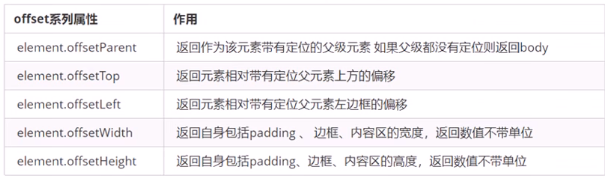 offset系列属性 作用
element.offsetParent 返回作为该元素带有定位的父级元素 如果父级都没有定位则返回body
element.offsetTop 返回元素相对带有定位父元素上方的偏移
element.offsetLeft 返回元素相对带有定位父元素左边框的偏移
element.offsetWidth 返回自身包括padding 、 边框、内容区的宽度，返回数值不带单位
element.offsetHeight 返回自身包括padding、边框、内容区的高度，返回数值不带单位